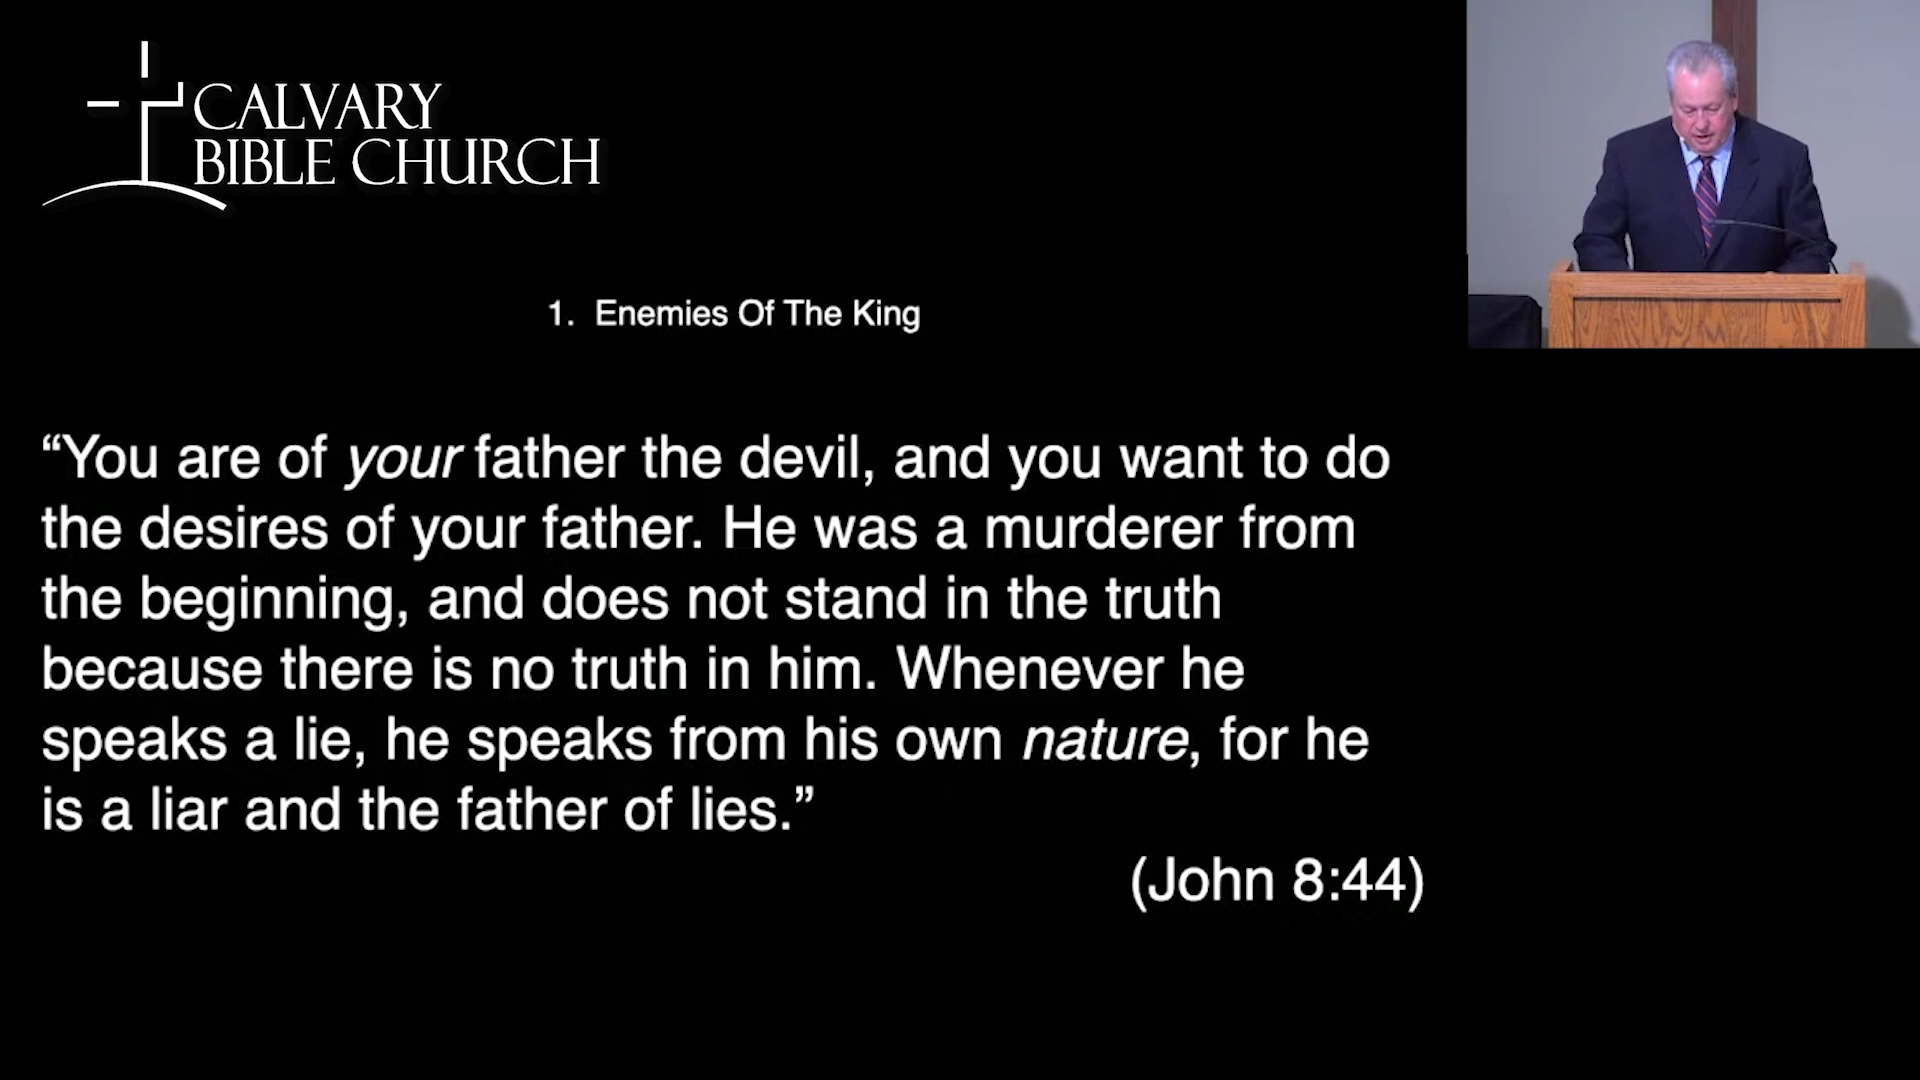 CALVARY
BIBLE CHURCH
1. Enemies Of The King
“You are of your father the devil, and you want to do
the desires of your father. He was a murderer from
the beginning, and does not stand in the truth
because there is no truth in him. Whenever he
speaks a lie, he speaks from his own nature, for he
is a liar and the father of lies.”
(John 8:44)